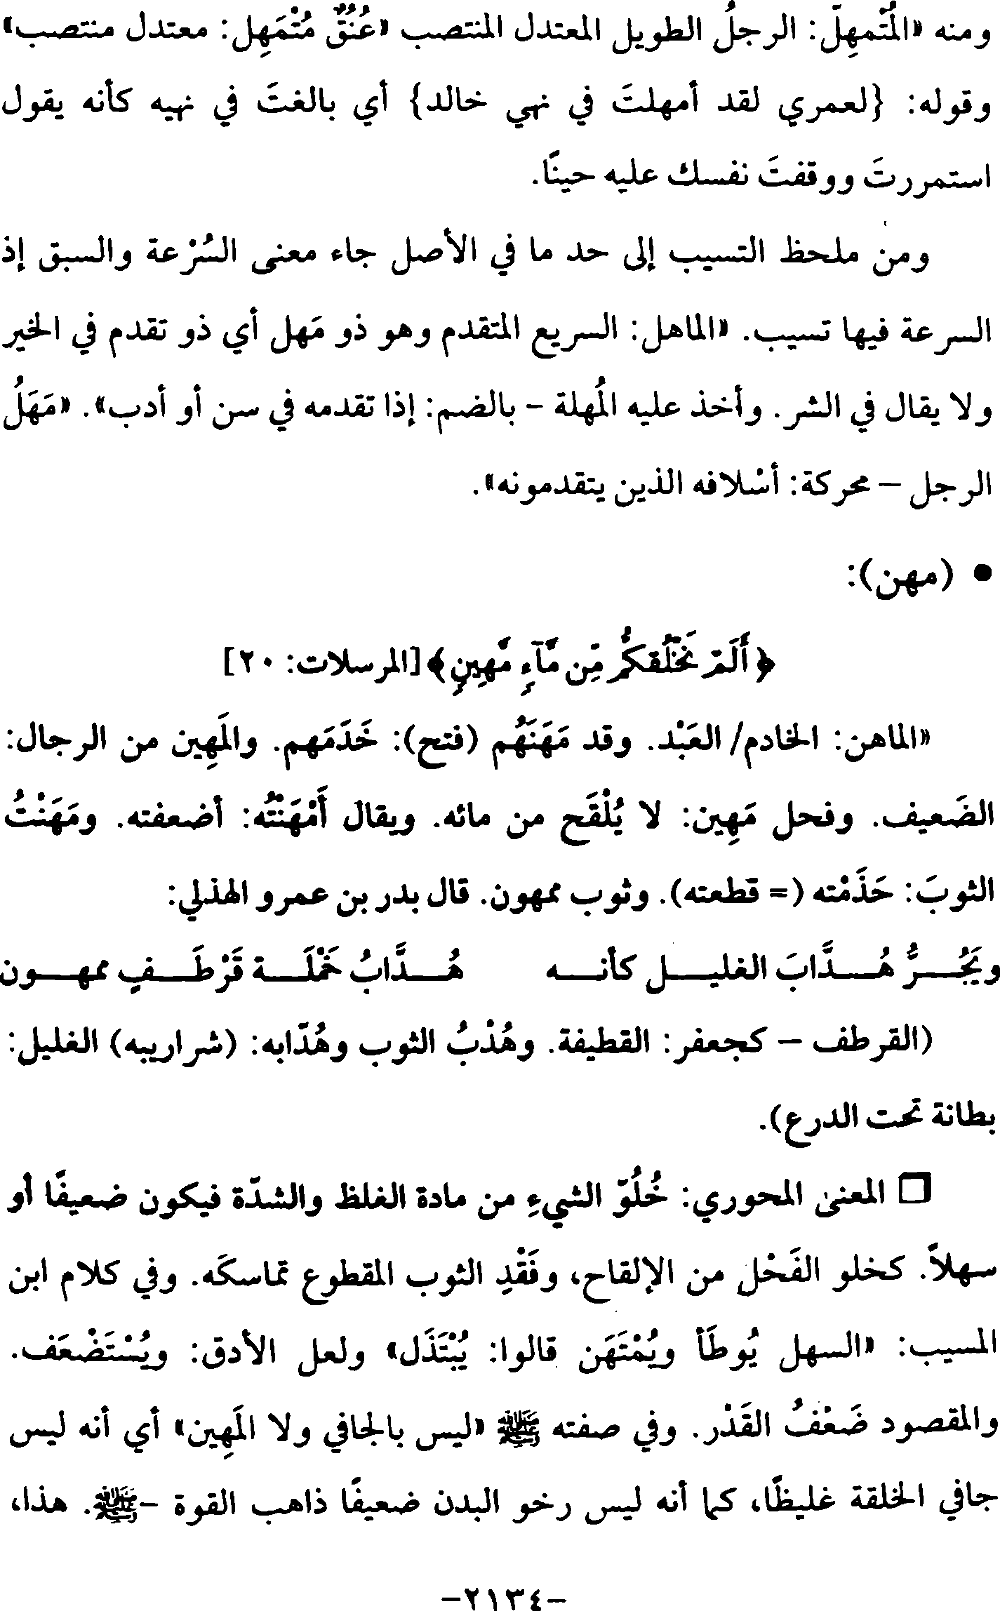 ومنه «المُتْمهِلّ: الرجلُ الطويل المعتدل المنتصب «عُنُقٌ مُتْمَهِل: معتدل منتصب»
وقوله: {لعمري لقد أمهلتَ في نهي خالد} أي بالغتَ في نهيه كأنه يقول
استمررتَ ووقفتَ نفسك عليه حينًا.
ومن ملحظ التسيب إلى حد ما في الأصل جاء معنى السُرْعة والسبق إذ
السرعة فيها تسيب. «الماهل: السريع المتقدم وهو ذو مَهل أي ذو تقدم في الخير
ولا يقال في الشر. وأخذ عليه المُهلة – بالضم: إذا تقدمه في سن أو أدب». «مَهَلُ
الرجل – محركة: أسْلافه الذين يتقدمونه».
● (مهن):
﴿أَلَمْ نَخْلُقكُّم مِّن مَّآءٍ مَّهِينٍ﴾ [المرسلات: ٢٠]
«الماهن: الخادم/ العَبْد. وقد مَهَنَهُم (فتح): خَدَمَهم. والمَهِين من الرجال:
الضَعيف. وفحل مَهِين: لا يُلْقَح من مائه. ويقال أَمْهَنْتُه: أضعفته. ومَهَنْتُ
الثوبَ: حَذَمْته (= قطعته). وثوب ممهون. قال بدر بن عمرو الهذلي:
ويَجُـــرُّ هُـــدَّابَ الغليـــل كأنـــه هُـــدَّابُ خَمْلَـــة قَرْطَـــفٍ ممهـــون
(القرطف – كجعفر: القطيفة. وهُدْبُ الثوب وهُدّابه: (شراريبه) الغليل:
بطانة تحت الدرع).
❒ المعنى المحوري: خُلُوّ الشيءِ من مادة الغلظ والشدّة فيكون ضعيفًا أو
سهلاً. كخلو الفَحْل من الإلقاح، وفَقْدِ الثوب المقطوع تماسكَه. وفي كلام ابن
المسيب: «السهل يُوطَأ ويُمْتَهَن قالوا: يُبْتَذَل» ولعل الأدق: ويُسْتَضْعَف.
والمقصود ضَعْفُ القَدْر. وفي صفته ﷺ «ليس بالجافي ولا المَهِين» أي أنه ليس
جافي الخلقة غليظًا، كما أنه ليس رخو البدن ضعيفًا ذاهب القوة –ﷺ. هذا،
–٢١٣٤–